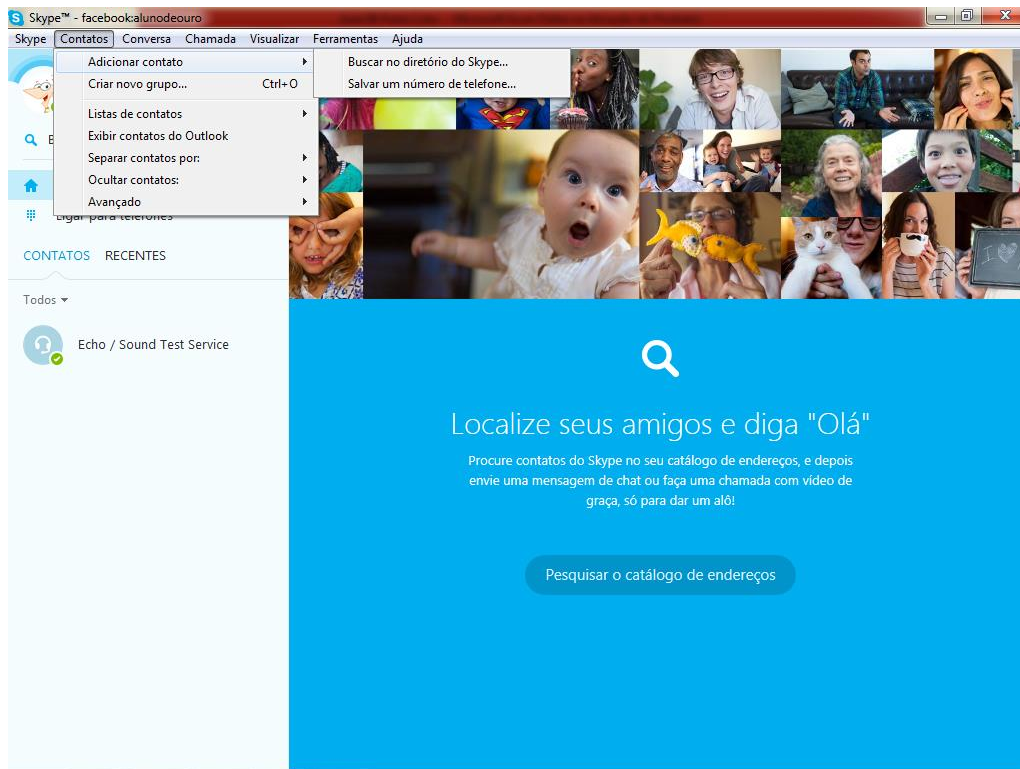 Skype™ - facebook:alunodeouro
Skype Contatos Conversa Chamada Visualizar Ferramentas Ajuda
Adicionar contato
Criar novo grupo... Ctrl+O
Listas de contatos
Exibir contatos do Outlook
Separar contatos por:
Ocultar contatos:
Avançado
Buscar no diretório do Skype...
Salvar um número de telefone...
Ligar para telefones
CONTATOS RECENTES
Todos
Echo / Sound Test Service
I
Localize seus amigos e diga "Olá"
Procure contatos do Skype no seu catálogo de endereços, e depois
envie uma mensagem de chat ou faça uma chamada com vídeo de
graça, só para dar um alô!
Pesquisar o catálogo de endereços